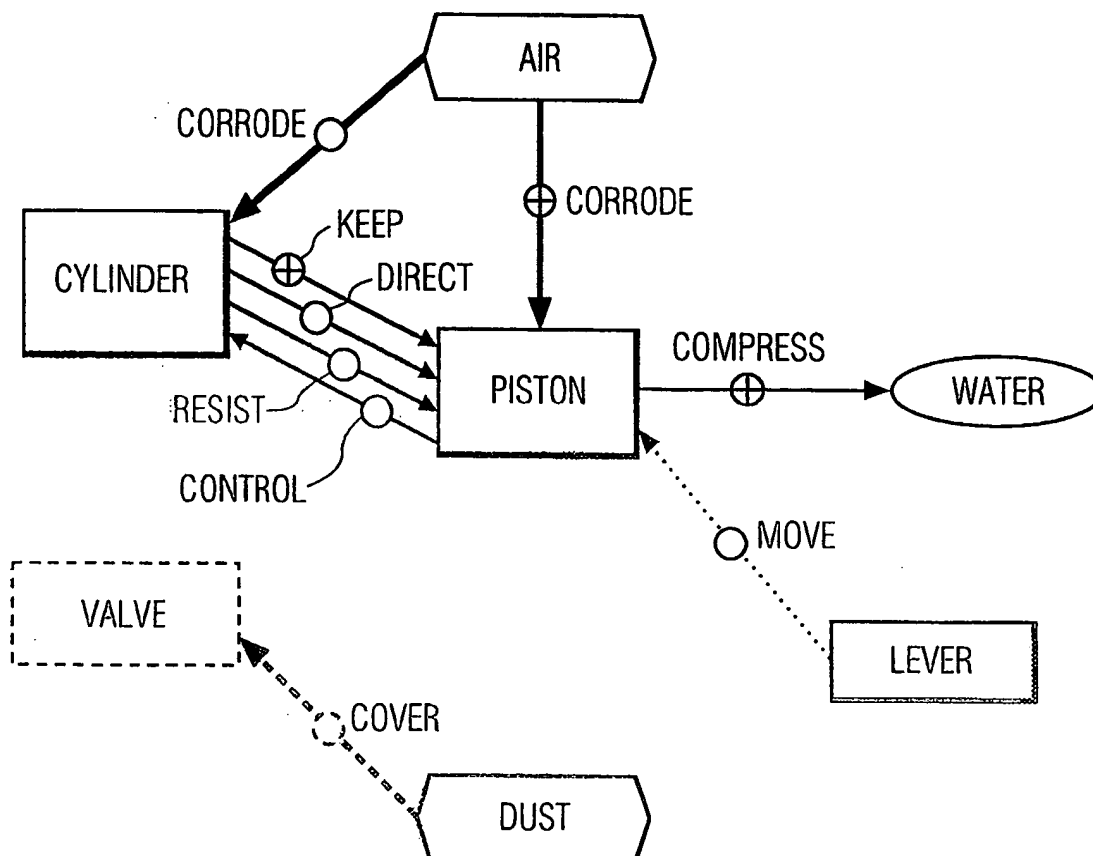 AIR
CORRODE
CORRODE
KEEP
CYLINDER
DIRECT
COMPRESS
PISTON
WATER
RESIST
CONTROL
MOVE
VALVE
LEVER
COVER
DUST